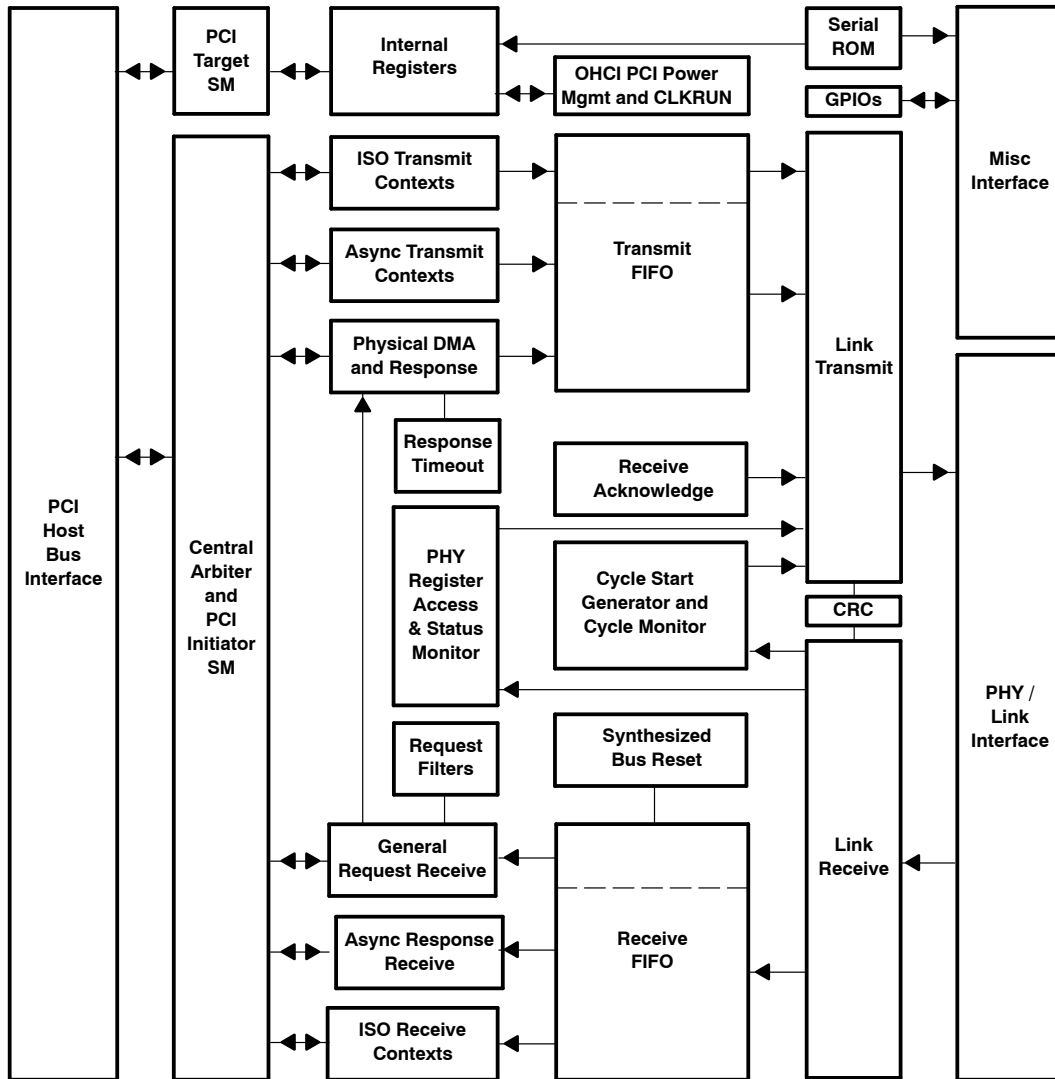 PCI
Target
SM
Internal
Registers
Serial
ROM
OHCI PCI Power
Mgmt and CLKRUN
GPIOs
Misc
Interface
ISO Transmit
Contexts
Async Transmit
Contexts
Transmit
FIFO
Physical DMA
and Response
Link
Transmit
Response
Timeout
Receive
Acknowledge
PCI
Host
Bus
Interface
Central
Arbiter
and
PCI
Initiator
SM
PHY
Register
Access
& Status
Monitor
Cycle Start
Generator and
Cycle Monitor
CRC
PHY /
Link
Interface
Request
Filters
Synthesized
Bus Reset
General
Request Receive
Link
Receive
Async Response
Receive
Receive
FIFO
ISO Receive
Contexts